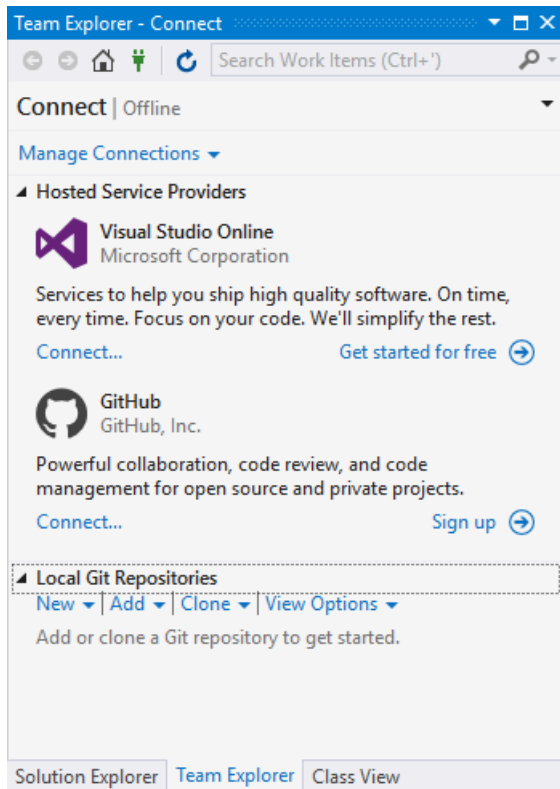 Team Explorer - Connect
Search Work Items (Ctrl+')
Connect | Offline
Manage Connections
Hosted Service Providers
Visual Studio Online
Microsoft Corporation
Services to help you ship high quality software. On time,
every time. Focus on your code. We'll simplify the rest.
Connect... Get started for free
GitHub
GitHub, Inc.
Powerful collaboration, code review, and code
management for open source and private projects.
Connect... Sign up
Local Git Repositories
New | Add | Clone | View Options
Add or clone a Git repository to get started.
Solution Explorer Team Explorer Class View